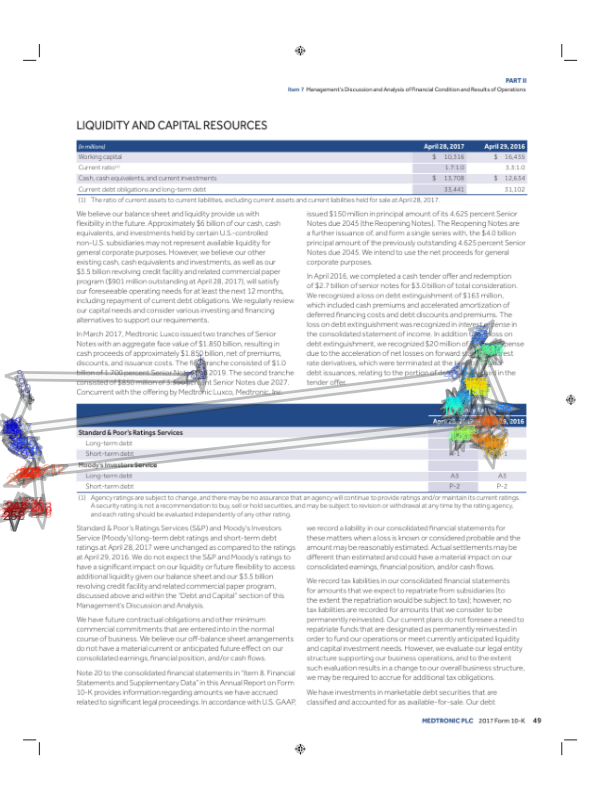 PART II
Item 7 Management's Discussion and Analysis of Financial Condition and Results of Operations
LIQUIDITY AND CAPITAL RESOURCES
(in millions) April 28, 2017 April 29, 2016
Working capital $ 10,316 $ 16,435
Current ratio(1) 1.7:1.0 3.3:1.0
Cash, cash equivalents, and current investments $ 13,708 $ 12,634
Current debt obligations and long-term debt 33,441 31,102
(1) The ratio of current assets to current liabilities, excluding current assets and current liabilities held for sale at April 28, 2017.
We believe our balance sheet and liquidity provide us with
flexibility in the future. Approximately $6 billion of our cash, cash
equivalents, and investments held by certain U.S.-controlled
non-U.S. subsidiaries may not represent available liquidity for
general corporate purposes. However, we believe our other
existing cash, cash equivalents and investments, as well as our
$3.5 billion revolving credit facility and related commercial paper
program ($901 million outstanding at April 28, 2017), will satisfy
our foreseeable operating needs for at least the next 12 months,
including repayment of current debt obligations. We regularly review
our capital needs and consider various investing and financing
alternatives to support our requirements.
In March 2017, Medtronic Luxco issued two tranches of Senior
Notes with an aggregate face value of $1.850 billion, resulting in
cash proceeds of approximately $1.850 billion, net of premiums,
discounts, and issuance costs. The tranche consisted of $1.0
billion of 1.700 percent Senior 2019. The second tranche
consisted of $850 million of Senior Notes due 2027.
Concurrent with the offering by Medtronic Luxco, Medtronic, Inc.
issued $150 million in principal amount of its 4.625 percent Senior
Notes due 2045 (the Reopening Notes). The Reopening Notes are
a further issuance of, and form a single series with, the $4.0 billion
principal amount of the previously outstanding 4.625 percent Senior
Notes due 2045. We intend to use the net proceeds for general
corporate purposes.
In April 2016, we completed a cash tender offer and redemption
of $2.7 billion of senior notes for $3.0 billion of total consideration.
We recognized a loss on debt extinguishment of $163 million,
which included cash premiums and accelerated amortization of
deferred financing costs and debt discounts and premiums. The
loss on debt extinguishment was recognized in interest expense in
the consolidated statement of income. In addition loss on
debt extinguishment, we recognized $20 million of
due to the acceleration of net losses on forward
rate derivatives, which were terminated at the
debt issuances, relating to the portion of in the
tender offer.
April 2016
Standard & Poor's Ratings Services
Long-term debt
Short-term debt A-1
Moody's Investors Service
Long-term debt A3 A3
Short-term debt P-2 P-2
(1) Agency ratings are subject to change, and there may be no assurance that an agency will continue to provide ratings and/or maintain its current ratings.
A security rating is not a recommendation to buy, sell or hold securities, and may be subject to revision or withdrawal at any time by the rating agency,
and each rating should be evaluated independently of any other rating.
Standard & Poor's Ratings Services (S&P) and Moody's Investors
Service (Moody's) long-term debt ratings and short-term debt
ratings at April 28, 2017 were unchanged as compared to the ratings
at April 29, 2016. We do not expect the S&P and Moody's ratings to
have a significant impact on our liquidity or future flexibility to access
additional liquidity given our balance sheet and our $3.5 billion
revolving credit facility and related commercial paper program,
discussed above and within the "Debt and Capital" section of this
Management's Discussion and Analysis.
We have future contractual obligations and other minimum
commercial commitments that are entered into in the normal
course of business. We believe our off-balance sheet arrangements
do not have a material current or anticipated future effect on our
consolidated earnings, financial position, and/or cash flows.
Note 20 to the consolidated financial statements in "Item 8. Financial
Statements and Supplementary Data" in this Annual Report on Form
10-K provides information regarding amounts we have accrued
related to significant legal proceedings. In accordance with U.S. GAAP,
we record a liability in our consolidated financial statements for
these matters when a loss is known or considered probable and the
amount may be reasonably estimated. Actual settlements may be
different than estimated and could have a material impact on our
consolidated earnings, financial position, and/or cash flows.
We record tax liabilities in our consolidated financial statements
for amounts that we expect to repatriate from subsidiaries (to
the extent the repatriation would be subject to tax); however, no
tax liabilities are recorded for amounts that we consider to be
permanently reinvested. Our current plans do not foresee a need to
repatriate funds that are designated as permanently reinvested in
order to fund our operations or meet currently anticipated liquidity
and capital investment needs. However, we evaluate our legal entity
structure supporting our business operations, and to the extent
such evaluation results in a change to our overall business structure,
we may be required to accrue for additional tax obligations.
We have investments in marketable debt securities that are
classified and accounted for as available-for-sale. Our debt
MEDTRONIC PLC 2017 Form 10-K 49